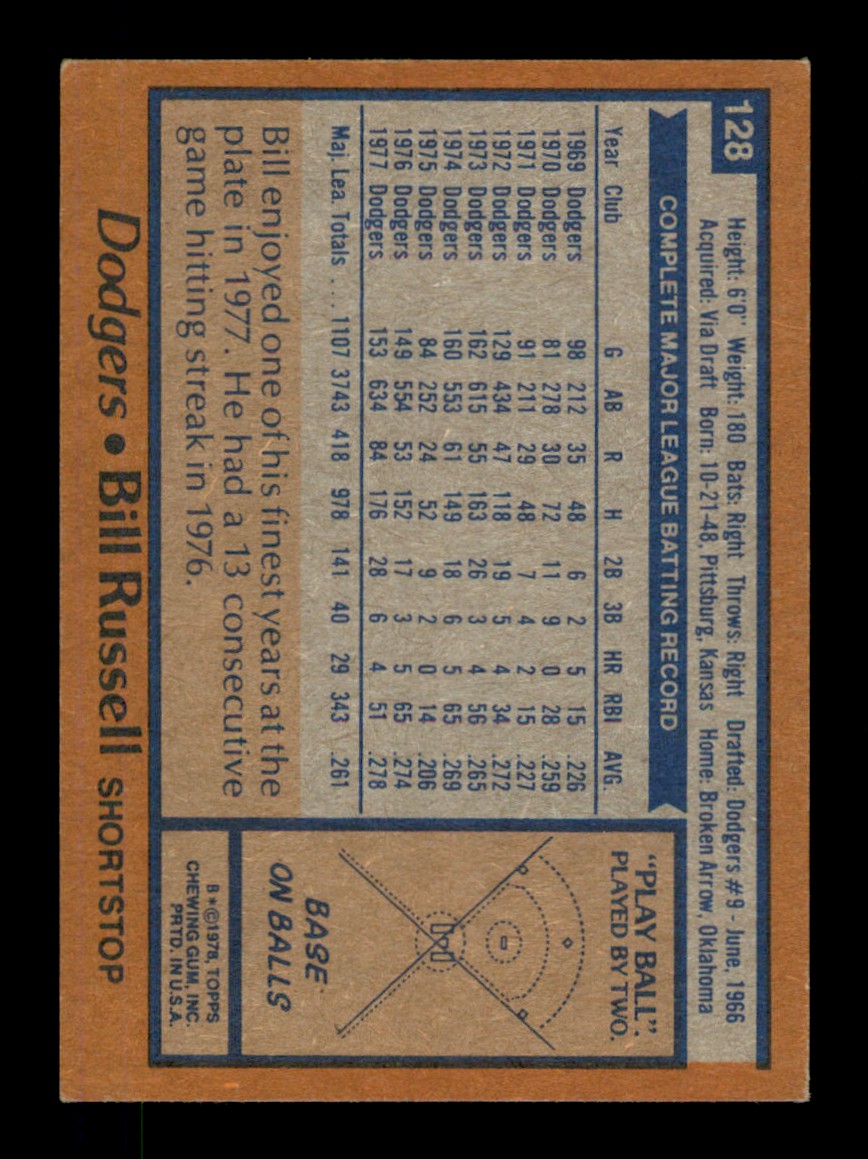 128
Height: 6'0" Weight: 180 Bats: Right Throws: Right Drafted: Dodgers #9 - June, 1966
Acquired: Via Draft Born: 10-21-48, Pittsburg, Kansas Home: Broken Arrow, Oklahoma
COMPLETE MAJOR LEAGUE BATTING RECORD
Year Club G AB R H 2B 3B HR RBI AVG.
1969 Dodgers 98 212 35 48 6 2 5 15 .226
1970 Dodgers 81 278 30 72 11 9 0 28 .259
1971 Dodgers 91 211 29 48 7 4 2 15 .227
1972 Dodgers 129 434 47 118 19 5 4 34 .272
1973 Dodgers 162 615 55 163 26 3 4 56 .265
1974 Dodgers 160 553 61 149 18 6 5 65 .269
1975 Dodgers 84 252 24 52 9 2 0 14 .206
1976 Dodgers 149 554 53 152 17 3 5 65 .274
1977 Dodgers 153 634 84 176 28 6 4 51 .278
Maj. Lea. Totals . . . 1107 3743 418 978 141 40 29 343 .261
Bill enjoyed one of his finest years at the
plate in 1977. He had a 13 consecutive
game hitting streak in 1976.
"PLAY BALL":
PLAYED BY TWO.
BASE
ON BALLS
B*©1978, TOPPS
CHEWING GUM, INC.
PRTD. IN U.S.A.
Dodgers • Bill Russell SHORTSTOP